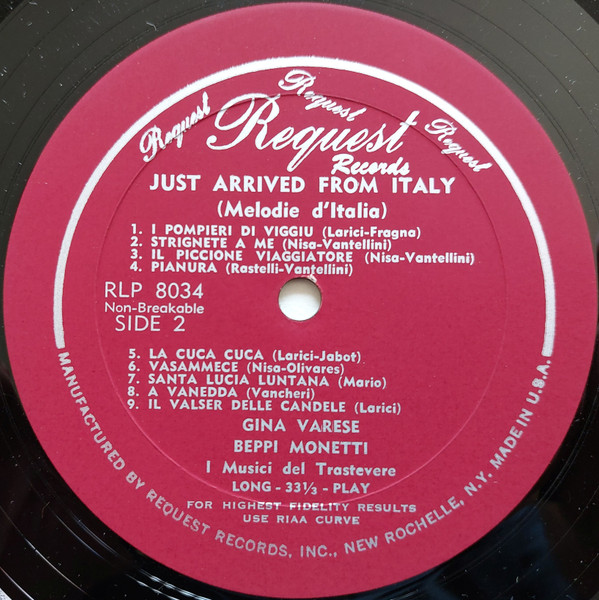 Request
Request
Request
Request
Records
JUST ARRIVED FROM ITALY
(Melodie d'Italia)
1. I POMPIERI DI VIGGIU (Larici-Fragna)
2. STRIGNETE A ME (Nisa-Vantellini)
3. IL PICCIONE VIAGGIATORE (Nisa-Vantellini)
4. PIANURA (Rastelli-Vantellini)
RLP 8034
Non-Breakable
SIDE 2
5. LA CUCA CUCA (Larici-Jabot)
6. VASAMMECE (Nisa-Olivares)
7. SANTA LUCIA LUNTANA (Mario)
8. A VANEDDA (Vancheri)
9. IL VALSER DELLE CANDELE (Larici)
GINA VARESE
BEPPI MONETTI
I Musici del Trastevere
LONG - 33⅓ - PLAY
FOR HIGHEST FIDELITY RESULTS
USE RIAA CURVE
MANUFACTURED BY REQUEST RECORDS, INC., NEW ROCHELLE, N.Y. MADE IN U.S.A.